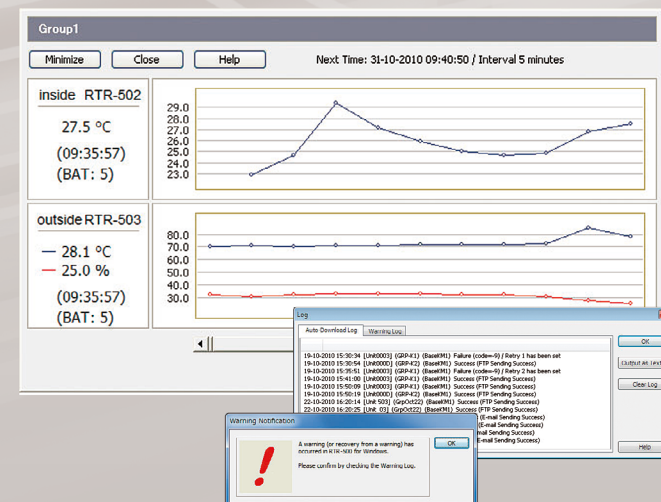 Group1
Minimize Close Help Next Time: 31-10-2010 09:40:50 / Interval 5 minutes
inside RTR-502
27.5 ºC
(09:35:57)
(BAT: 5)
29.0
28.0
27.0
26.0
25.0
24.0
23.0
outside RTR-503
28.1 ºC
25.0 %
(09:35:57)
(BAT: 5)
80.0
70.0
60.0
50.0
40.0
30.0
Log
Auto Download Log Warning Log
19-10-2010 15:30:34 [Unit0003] (GRP-K1) (BaseKM1) Failure (code=-9) / Retry 1 has been set
19-10-2010 15:30:54 [Unit000D] (GRP-K2) (BaseKM1) Success (FTP Sending Success)
19-10-2010 15:35:51 [Unit0003] (GRP-K1) (BaseKM1) Failure (code=-9) / Retry 2 has been set
19-10-2010 15:41:00 [Unit0003] (GRP-K1) (BaseKM1) Success (FTP Sending Success)
19-10-2010 15:50:09 [Unit0003] (GRP-K1) (BaseKM1) Success (FTP Sending Success)
19-10-2010 15:50:19 [Unit000D] (GRP-K2) (BaseKM1) Success (FTP Sending Success)
22-10-2010 16:20:14 [Unit 503] (GrpOct22) (BaseKM1) Success (FTP Sending Success)
22-10-2010 16:20:25 [Unit 03] (GrpOct22) (BaseKM1) Success (FTP Sending Success)
(E-mail Sending Success)
(E-mail Sending Success)
mail Sending Success)
E-mail Sending Success)
OK
Output as Text
Clear Log
Help
Warning Notification
A warning (or recovery from a warning) has
occurred in RTR-500 for Windows.
Please confirm by checking the Warning Log.
OK